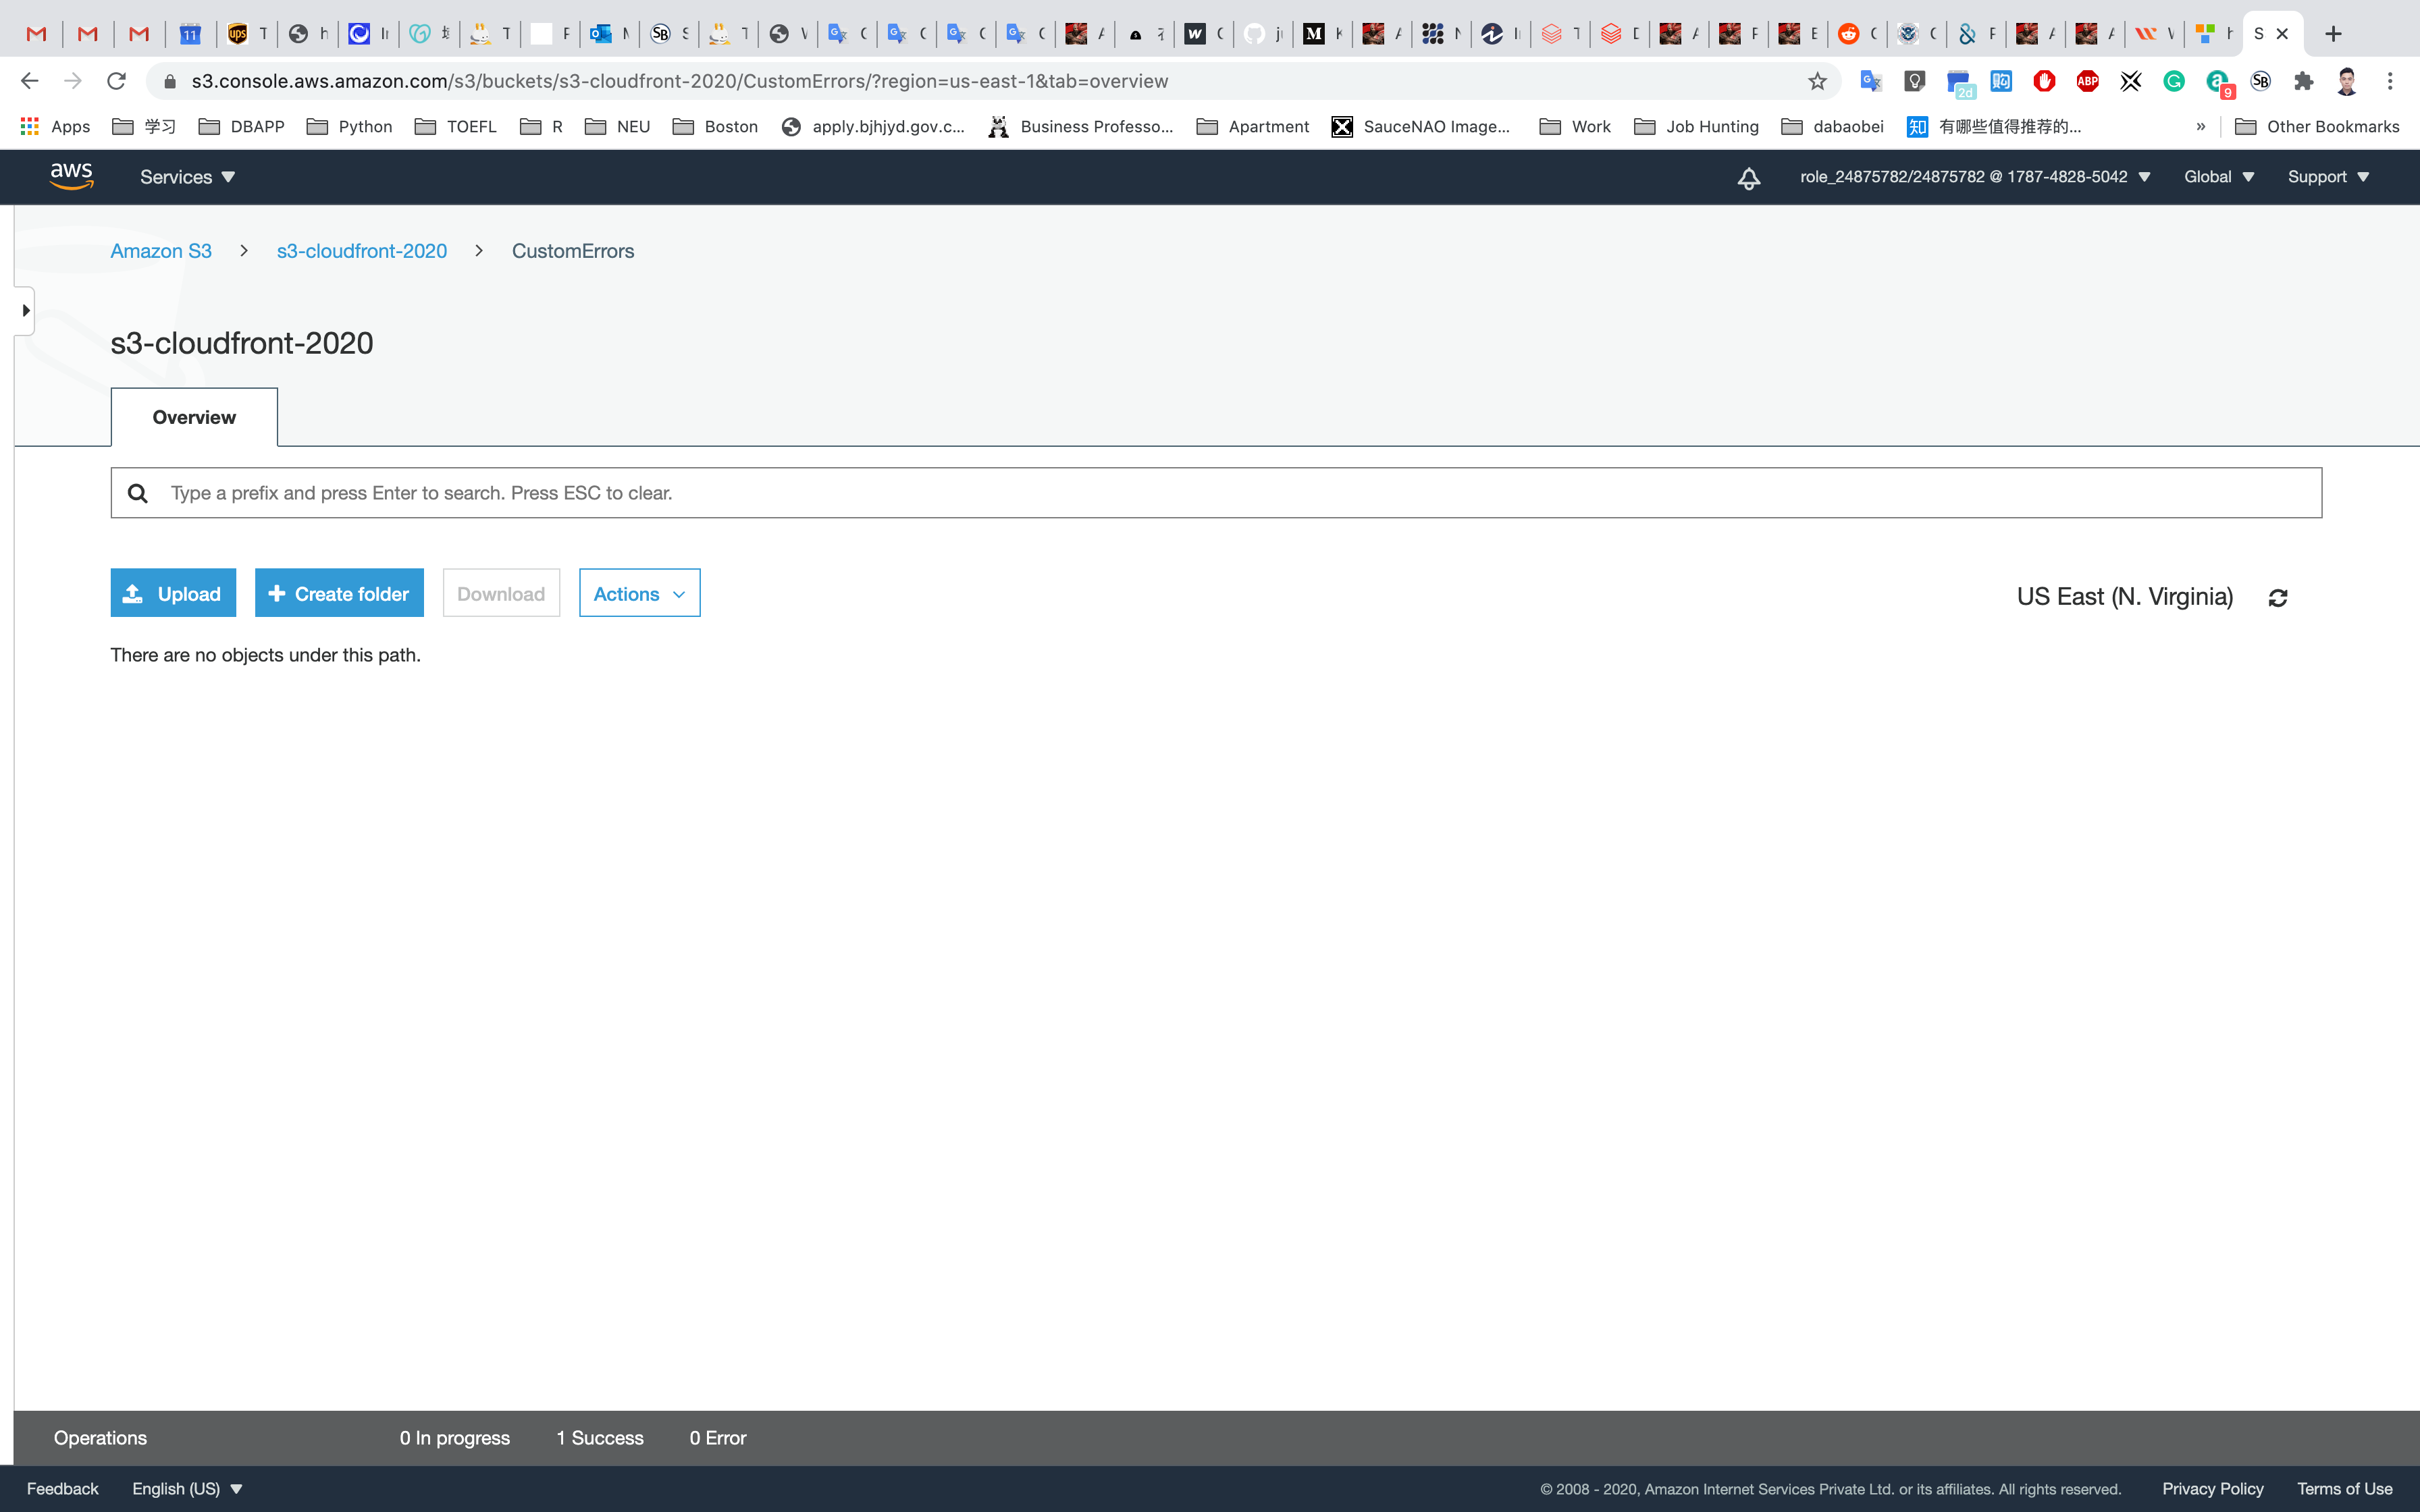 11
T
s3.console.aws.amazon.com/s3/buckets/s3-cloudfront-2020/CustomErrors/?region=us-east-1&tab=overview
2d
ABP
9
SB
Apps
学习
DBAPP
Python
TOEFL
R
NEU
Boston
apply.bjhjyd.gov.c...
Business Professo...
Apartment
SauceNAO Image...
Work
Job Hunting
dabaobei
知
有哪些值得推荐的...
»
Other Bookmarks
aws
Services
role_24875782/24875782 @ 1787-4828-5042
Global
Support
Amazon S3 > s3-cloudfront-2020 > CustomErrors
s3-cloudfront-2020
Overview
Type a prefix and press Enter to search. Press ESC to clear.
Upload
Create folder
Download
Actions
US East (N. Virginia)
There are no objects under this path.
Operations
0 In progress
1 Success
0 Error
Feedback
English (US)
© 2008 - 2020, Amazon Internet Services Private Ltd. or its affiliates. All rights reserved.
Privacy Policy
Terms of Use